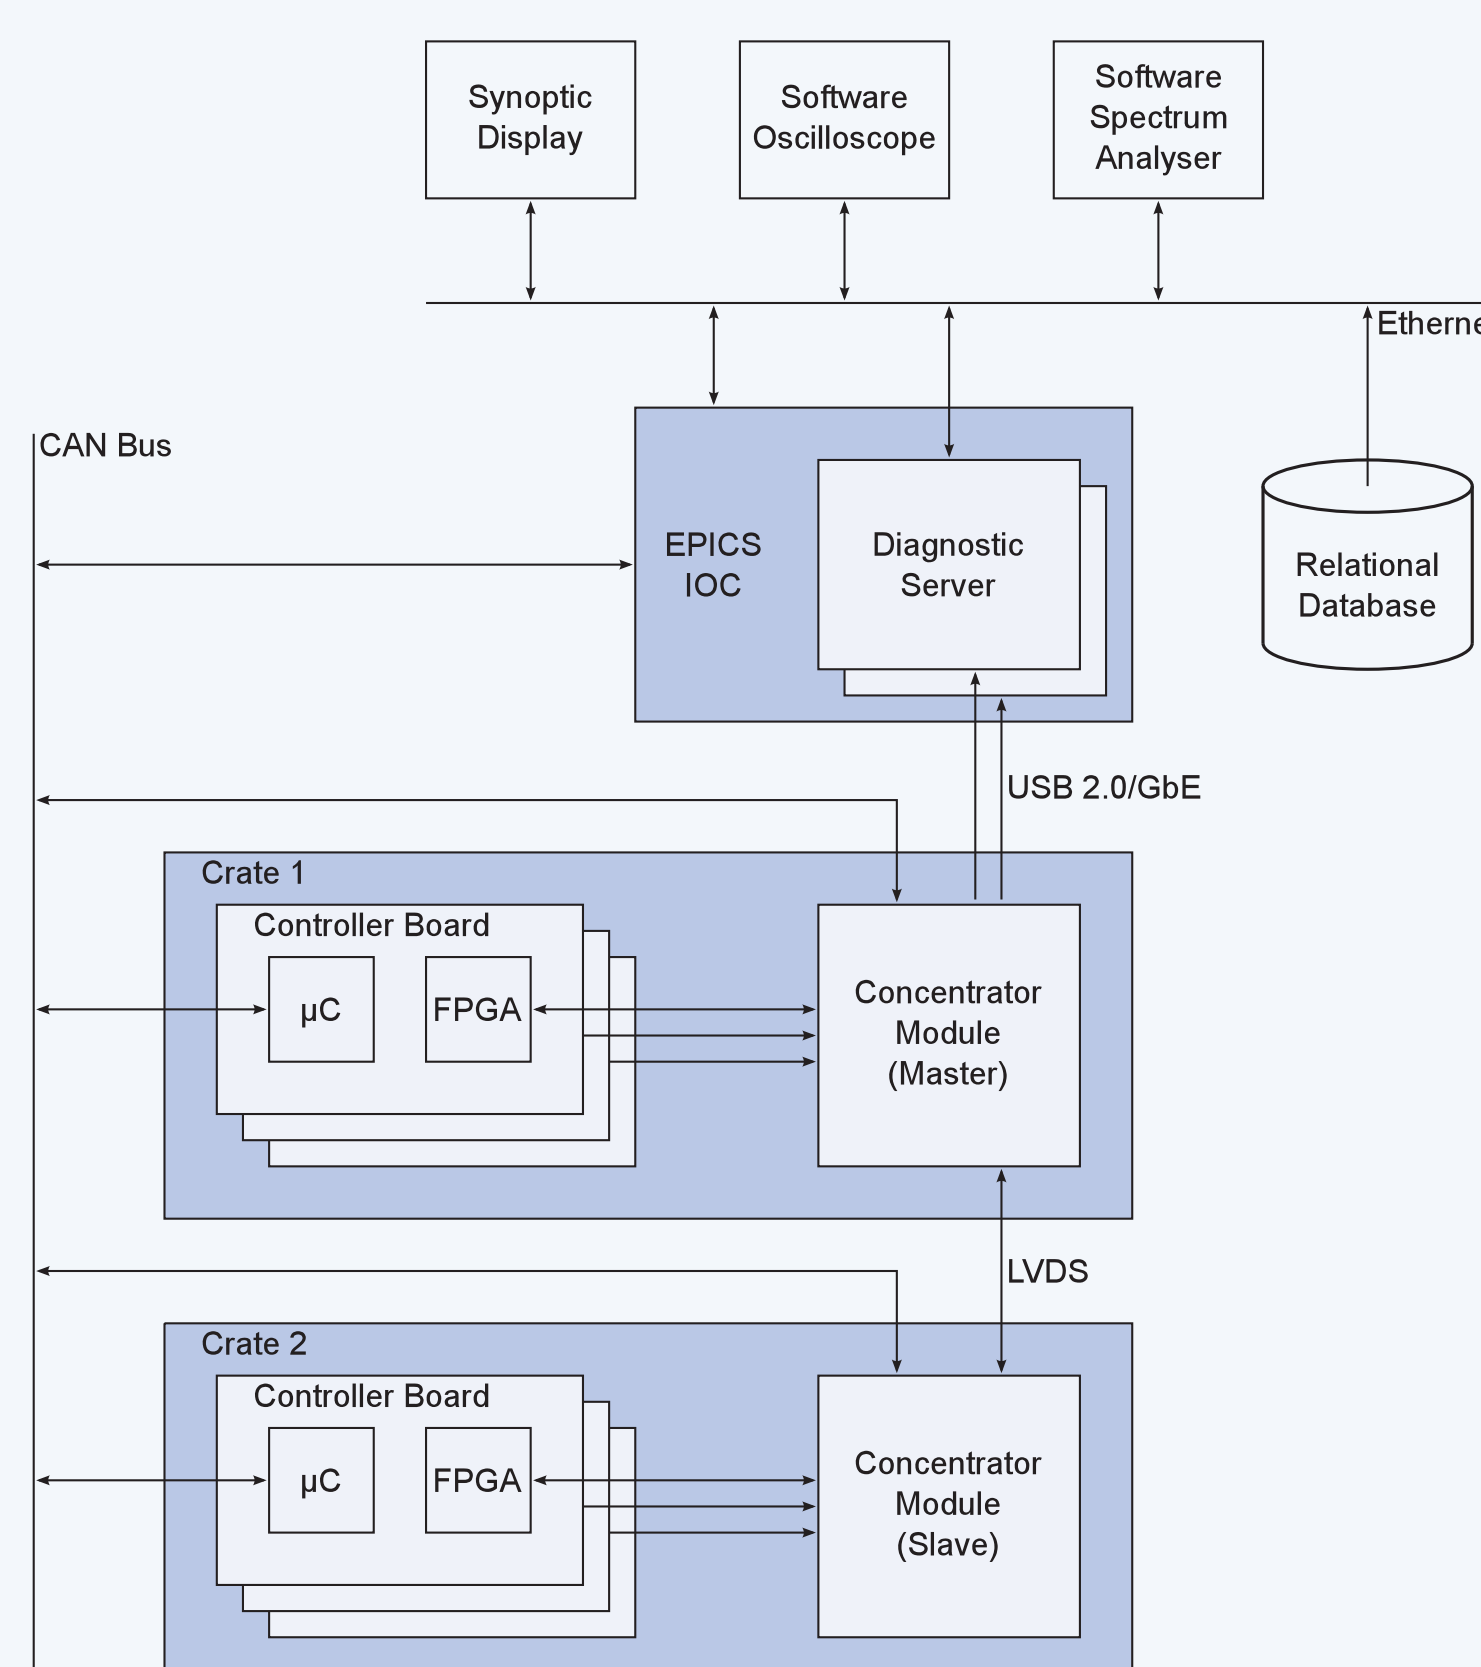 Synoptic
Display
Software
Oscilloscope
Software
Spectrum
Analyser
Etherne
CAN Bus
EPICS
IOC
Diagnostic
Server
Relational
Database
USB 2.0/GbE
Crate 1
Controller Board
µC
FPGA
Concentrator
Module
(Master)
LVDS
Crate 2
Controller Board
µC
FPGA
Concentrator
Module
(Slave)